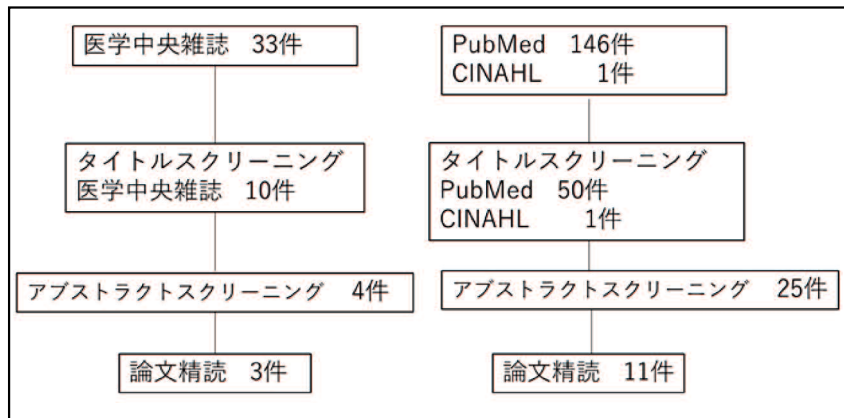 医学中央雑誌 33件
タイトルスクリーニング
医学中央雑誌 10件
アブストラクトスクリーニング 4件
論文精読 3件
PubMed 146件
CINAHL 1件
タイトルスクリーニング
PubMed 50件
CINAHL 1件
アブストラクトスクリーニング 25件
論文精読 11件